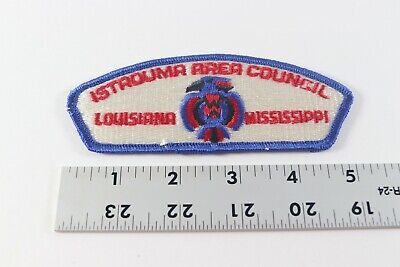 ISTROUMA AREA COUNCIL
LOUISIANA MISSISSIPPI
1 2 3 4 5
R-24
23 22 21 20 19